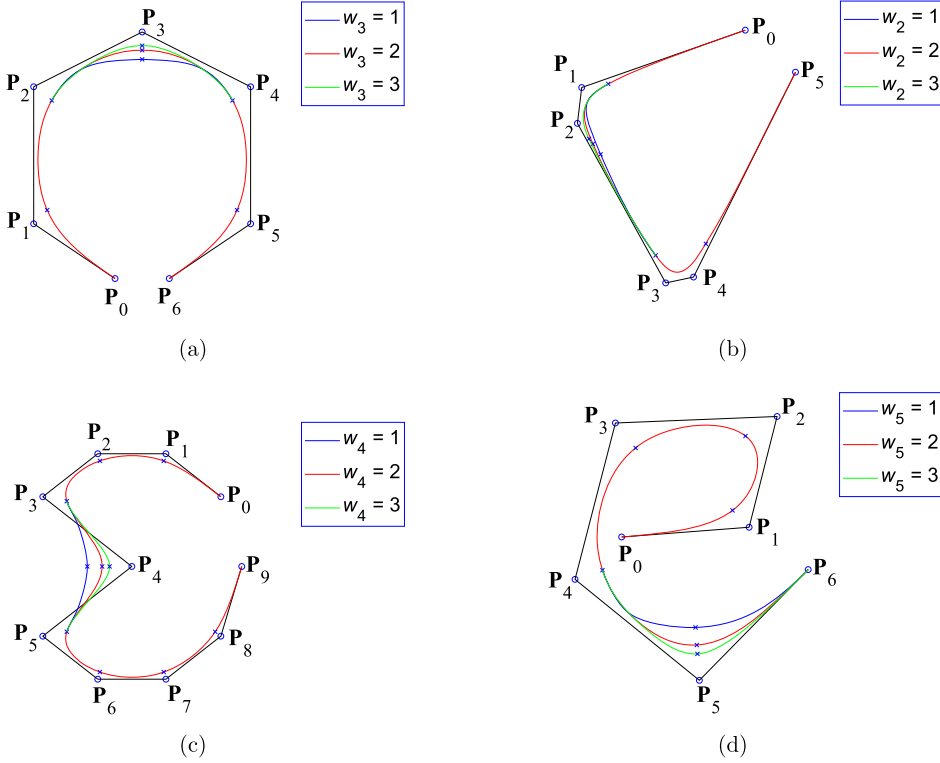 P₃
P₂
P₄
P₁
P₅
P₀
P₆
w₃ = 1
w₃ = 2
w₃ = 3
(a)
P₀
P₁
P₅
P₂
P₃
P₄
w₂ = 1
w₂ = 2
w₂ = 3
(b)
P₂
P₁
P₃
P₀
P₄
P₉
P₅
P₈
P₆
P₇
w₄ = 1
w₄ = 2
w₄ = 3
(c)
P₃
P₂
P₁
P₀
P₄
P₆
P₅
w₅ = 1
w₅ = 2
w₅ = 3
(d)